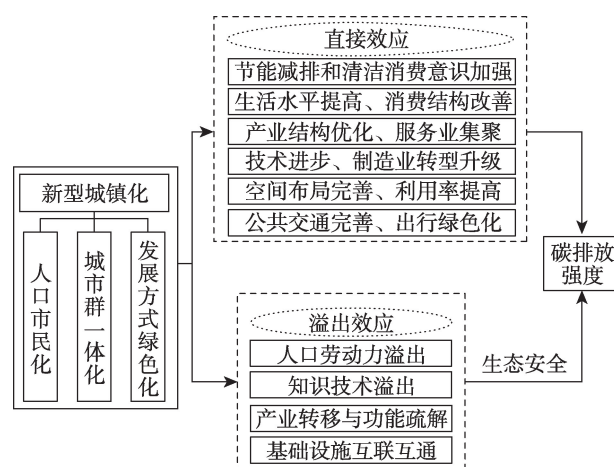 新型城镇化
人口市民化
城市群一体化
发展方式绿色化
直接效应
节能减排和清洁消费意识加强
生活水平提高、消费结构改善
产业结构优化、服务业集聚
技术进步、制造业转型升级
空间布局完善、利用率提高
公共交通完善、出行绿色化
溢出效应
人口劳动力溢出
知识技术溢出
产业转移与功能疏解
基础设施互联互通
生态安全
碳排放
强度